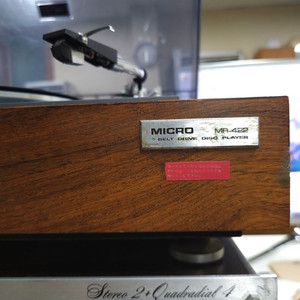 MICRO MR-422
BELT DRIVE DISC PLAYER
Stereo 2+Quadradial 4